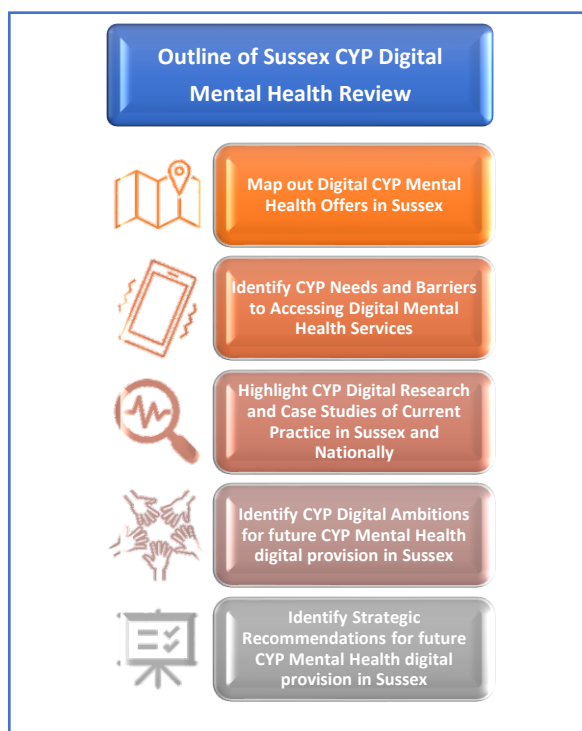 Outline of Sussex CYP Digital
Mental Health Review
Map out Digital CYP Mental
Health Offers in Sussex
Identify CYP Needs and Barriers
to Accessing Digital Mental
Health Services
Highlight CYP Digital Research
and Case Studies of Current
Practice in Sussex and
Nationally
Identify CYP Digital Ambitions
for future CYP Mental Health
digital provision in Sussex
Identify Strategic
Recommendations for future
CYP Mental Health digital
provision in Sussex